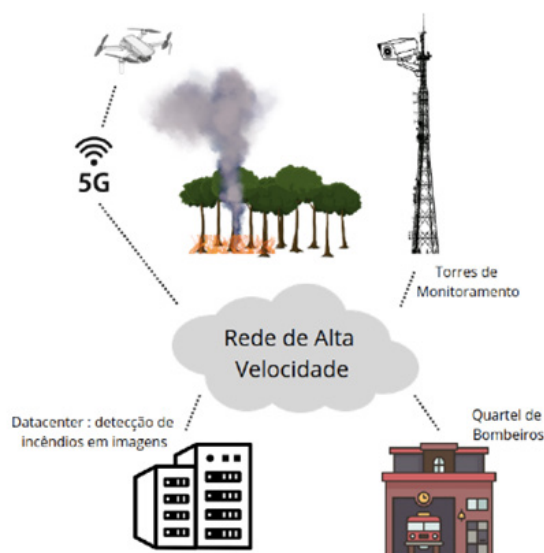 5G
Torres de
Monitoramento
Rede de Alta
Velocidade
Datacenter : detecção de
incêndios em imagens
Quartel de
Bombeiros